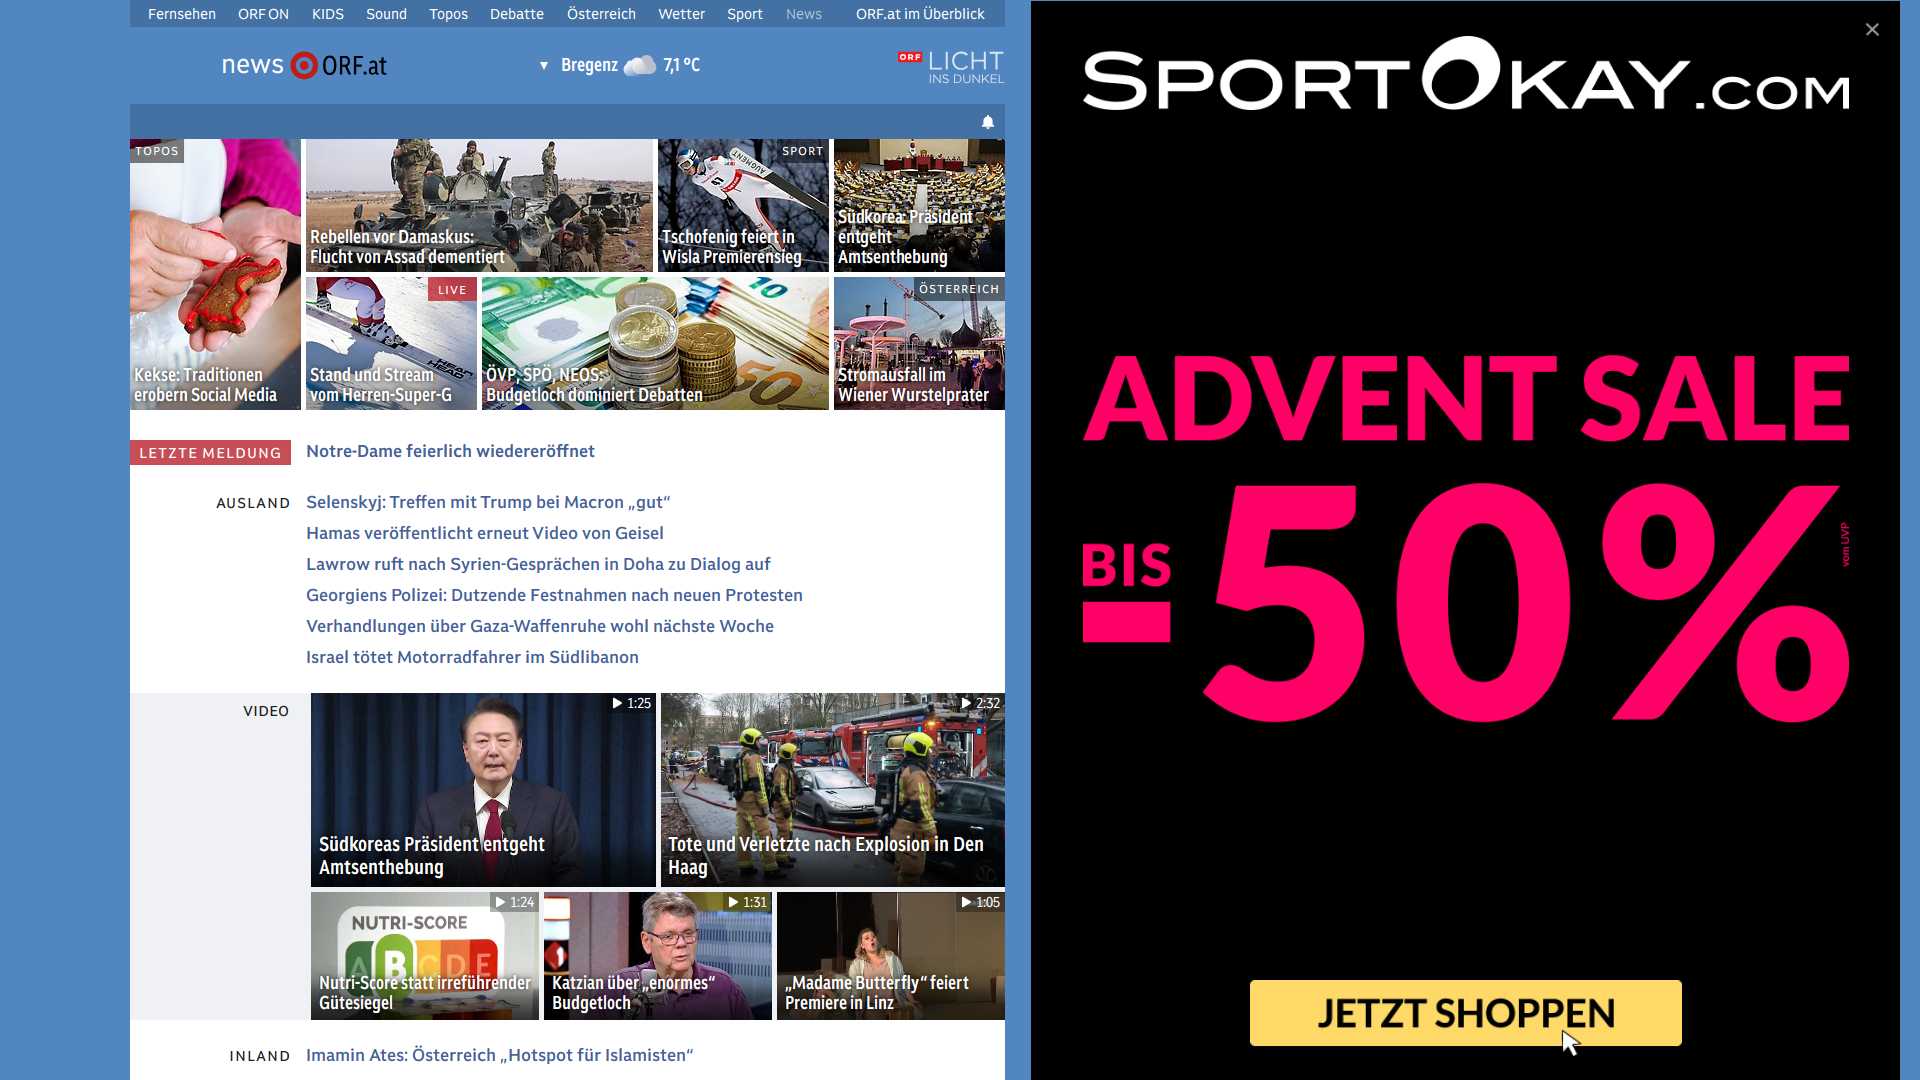 Fernsehen ORF ON KIDS Sound Topos Debatte Österreich Wetter Sport News ORF.at im Überblick
news ORF.at
Bregenz 7,1 °C
ORF LICHT
INS DUNKEL
TOPOS
Kekse: Traditionen
erobern Social Media
Rebellen vor Damaskus:
Flucht von Assad dementiert
SPORT
AUGMENT
Tschofenig feiert in
Wisla Premierensieg
Südkorea: Präsident
entgeht
Amtsenthebung
LIVE
HEAD
Stand und Stream
vom Herren-Super-G
ÖVP, SPÖ, NEOS:
Budgetloch dominiert Debatten
ÖSTERREICH
Stromausfall im
Wiener Wurstelprater
LETZTE MELDUNG
Notre-Dame feierlich wiedereröffnet
AUSLAND
Selenskyj: Treffen mit Trump bei Macron „gut“
Hamas veröffentlicht erneut Video von Geisel
Lawrow ruft nach Syrien-Gesprächen in Doha zu Dialog auf
Georgiens Polizei: Dutzende Festnahmen nach neuen Protesten
Verhandlungen über Gaza-Waffenruhe wohl nächste Woche
Israel tötet Motorradfahrer im Südlibanon
VIDEO
1:25
Südkoreas Präsident entgeht
Amtsenthebung
2:32
Tote und Verletzte nach Explosion in Den
Haag
1:24
NUTRI-SCORE
A B C D E
Nutri-Score statt irreführender
Gütesiegel
1:31
Katzian über „enormes“
Budgetloch
1:05
„Madame Butterfly“ feiert
Premiere in Linz
INLAND
Imamin Ates: Österreich „Hotspot für Islamisten“
SPORTOKAY.COM
ADVENT SALE
BIS
-50%
vom UVP
JETZT SHOPPEN